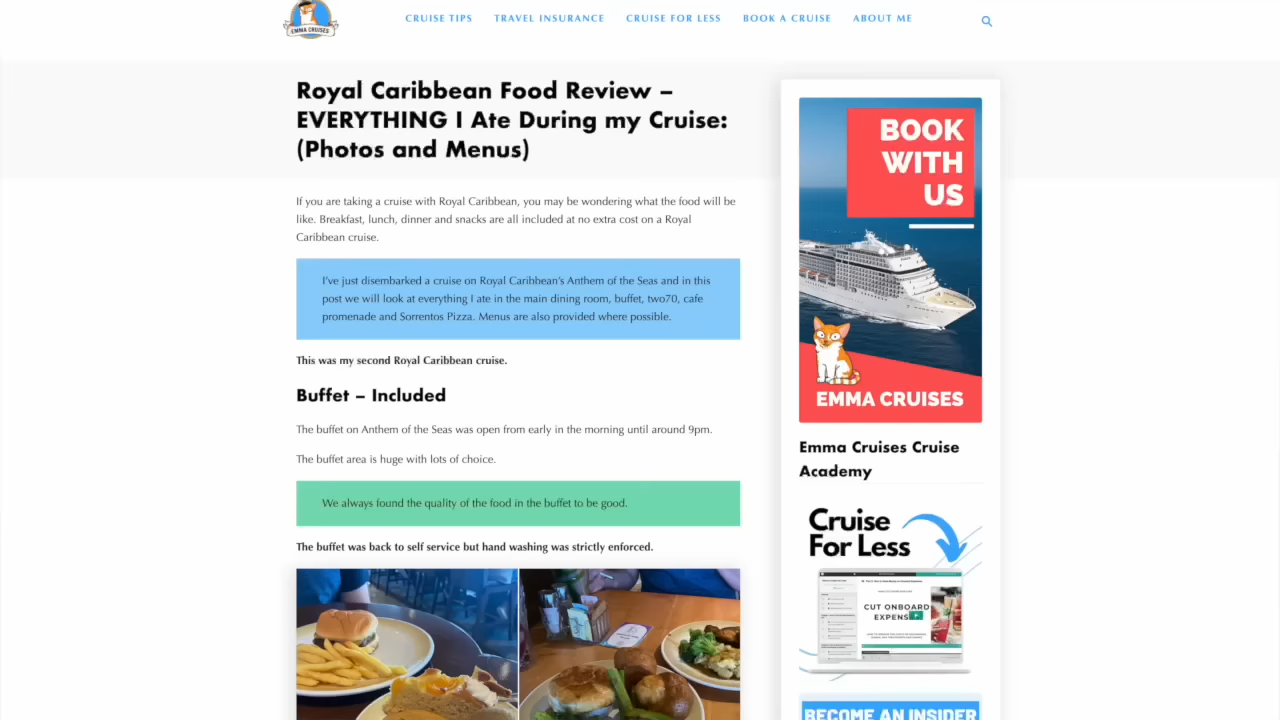 EMMA CRUISES
CRUISE TIPS
TRAVEL INSURANCE
CRUISE FOR LESS
BOOK A CRUISE
ABOUT ME
Royal Caribbean Food Review –
EVERYTHING I Ate During my Cruise:
(Photos and Menus)
If you are taking a cruise with Royal Caribbean, you may be wondering what the food will be
like. Breakfast, lunch, dinner and snacks are all included at no extra cost on a Royal
Caribbean cruise.
I've just disembarked a cruise on Royal Caribbean's Anthem of the Seas and in this
post we will look at everything I ate in the main dining room, buffet, two70, cafe
promenade and Sorrentos Pizza. Menus are also provided where possible.
This was my second Royal Caribbean cruise.
Buffet – Included
The buffet on Anthem of the Seas was open from early in the morning until around 9pm.
The buffet area is huge with lots of choice.
We always found the quality of the food in the buffet to be good.
The buffet was back to self service but hand washing was strictly enforced.
BOOK
WITH
US
EMMA CRUISES
Emma Cruises Cruise
Academy
Cruise
For Less
CUT ONBOARD
EXPENSE
BECOME AN INSIDER